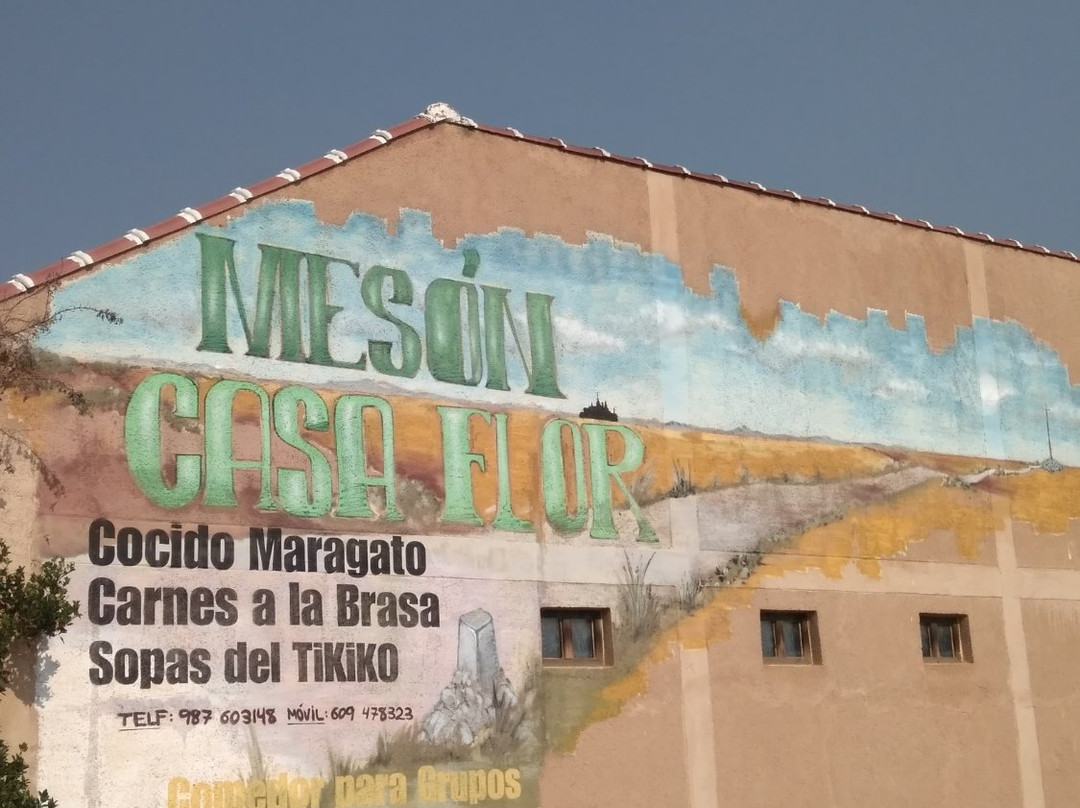 MESÓN
CASA FLOR
Cocido Maragato
Carnes a la Brasa
Sopas del TiKiKO
TELF: 987 603148 MÓVIL: 609 478323
Comedor para Grupos